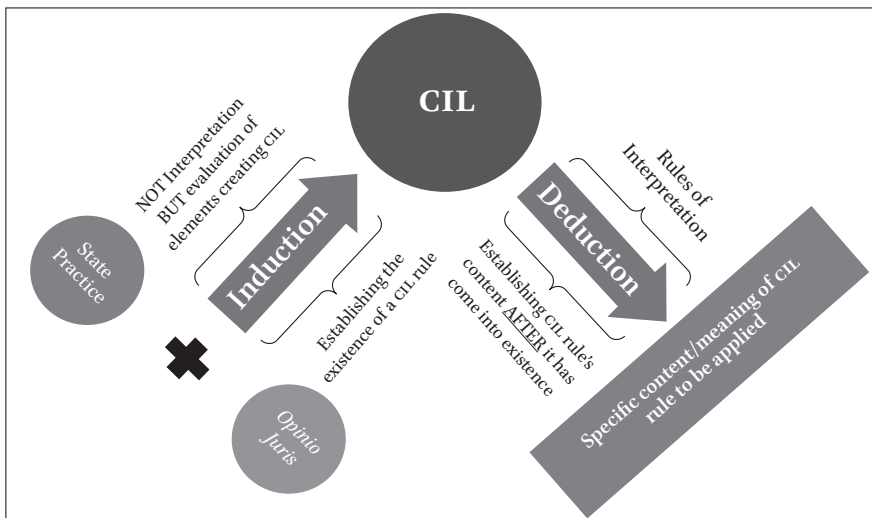 CIL
NOT Interpretation
BUT evaluation of
elements creating CIL
State
Practice
Induction
Establishing the
existence of a CIL rule
Opinio
Juris
Rules of
Interpretation
Deduction
Establishing CIL rule's
content AFTER it has
come into existence
Specific content/meaning of CIL
rule to be applied